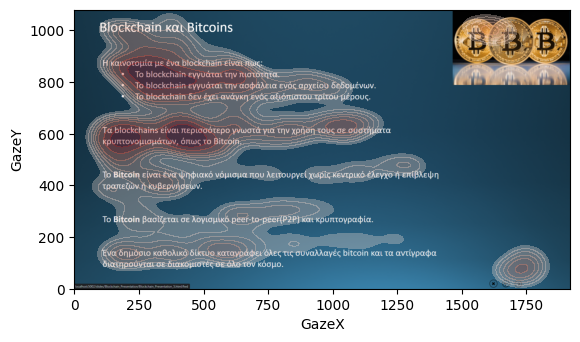 Blockchain και Bitcoins
Η καινοτομία με ένα blockchain είναι πως:
• Το blockchain εγγυάται την πιστότητα.
• Το blockchain εγγυάται την ασφάλεια ενός αρχείου δεδομένων.
• Το blockchain δεν έχει ανάγκη ενός αξιόπιστου τρίτου μέρους.
Τα blockchains είναι περισσότερο γνωστά για την χρήση τους σε συστήματα
κρυπτονομισμάτων, όπως το Bitcoin.
Το Bitcoin είναι ένα ψηφιακό νόμισμα που λειτουργεί χωρίς κεντρικό έλεγχο ή επίβλεψη
τραπεζών ή κυβερνήσεων.
Το Bitcoin βασίζεται σε λογισμικό peer-to-peer(P2P) και κρυπτογραφία.
Ένα δημόσιο καθολικό δίκτυο καταγράφει όλες τις συναλλαγές bitcoin και τα αντίγραφα
διατηρούνται σε διακομιστές σε όλο τον κόσμο.
GazeY
1000
800
600
400
200
0
0 250 500 750 1000 1250 1500 1750
GazeX